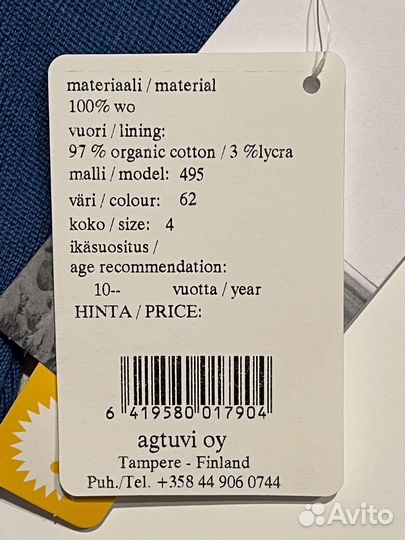 materiaali / material
100% wo
vuori / lining:
97 % organic cotton / 3 %lycra
malli / model: 495
väri / colour: 62
koko / size: 4
ikäsuositus /
age recommendation:
10-- vuotta / year
HINTA / PRICE:
6 419580 017904
agtuvi oy
Tampere - Finland
Puh./Tel. +358 44 906 0744
Avito